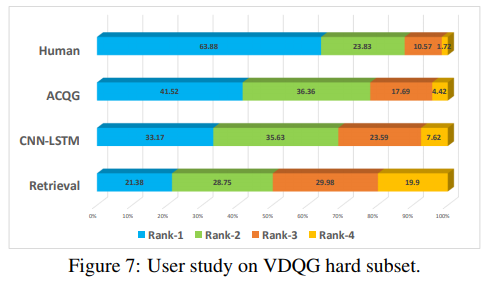 Human 63.88 23.83 10.57 1.72
ACQG 41.52 36.36 17.69 4.42
CNN-LSTM 33.17 35.63 23.59 7.62
Retrieval 21.38 28.75 29.98 19.9
0% 10% 20% 30% 40% 50% 60% 70% 80% 90% 100%
Rank-1 Rank-2 Rank-3 Rank-4
Figure 7: User study on VDQG hard subset.